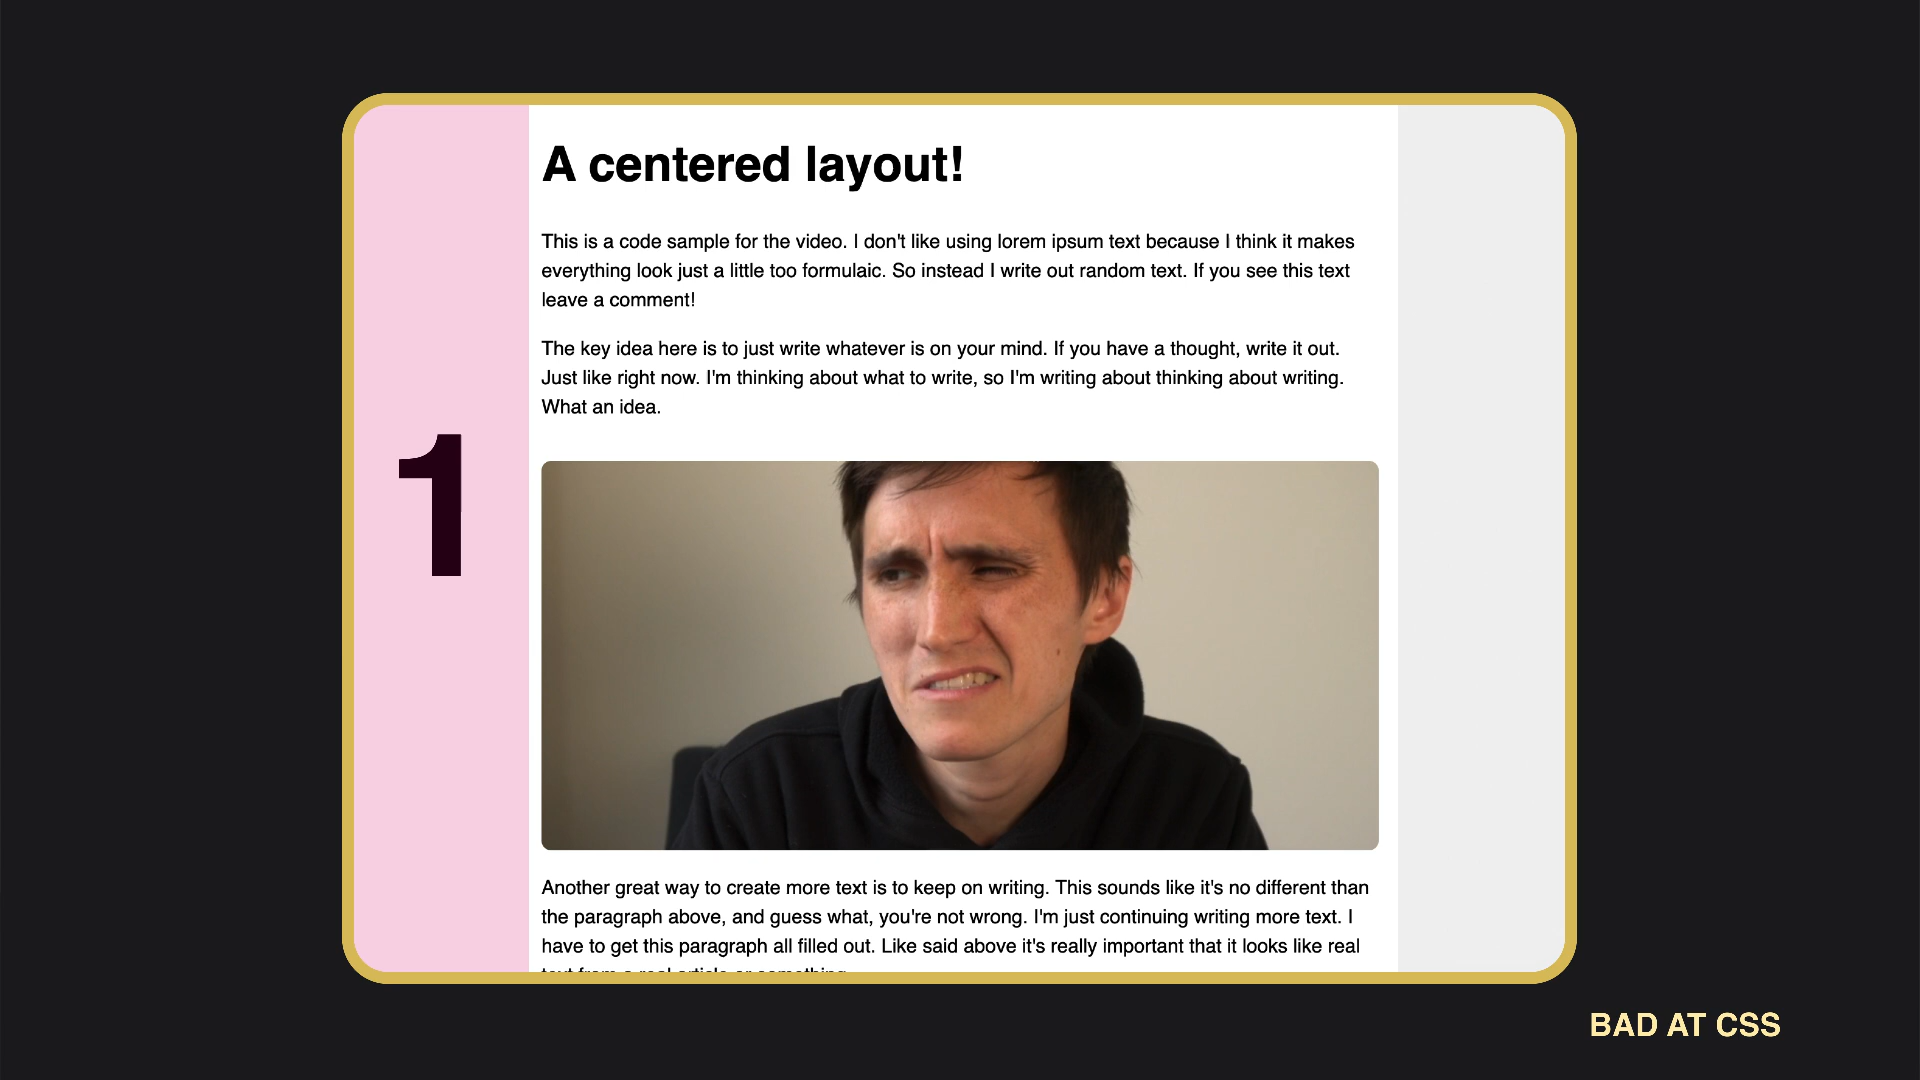 A centered layout!
This is a code sample for the video. I don't like using lorem ipsum text because I think it makes
everything look just a little too formulaic. So instead I write out random text. If you see this text
leave a comment!
The key idea here is to just write whatever is on your mind. If you have a thought, write it out.
Just like right now. I'm thinking about what to write, so I'm writing about thinking about writing.
What an idea.
1
Another great way to create more text is to keep on writing. This sounds like it's no different than
the paragraph above, and guess what, you're not wrong. I'm just continuing writing more text. I
have to get this paragraph all filled out. Like said above it's really important that it looks like real
text from a real article or something.
BAD AT CSS